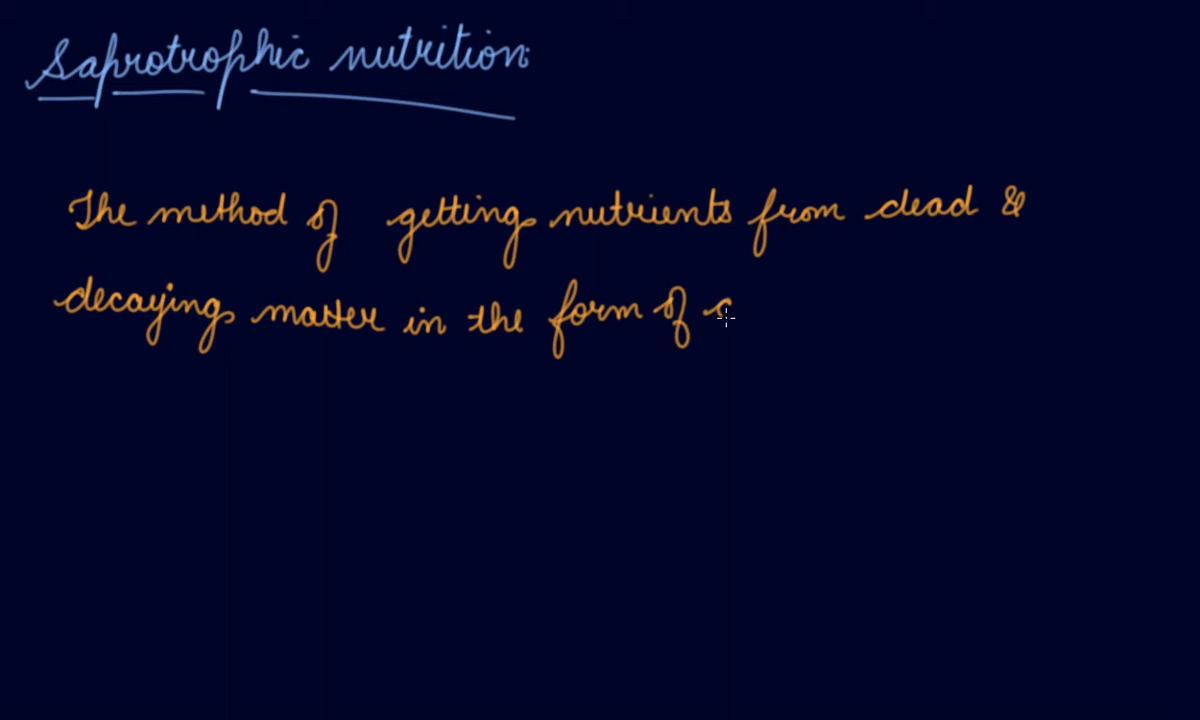 Saprotrophic nutrition
The method of getting nutrients from dead &
decaying matter in the form of